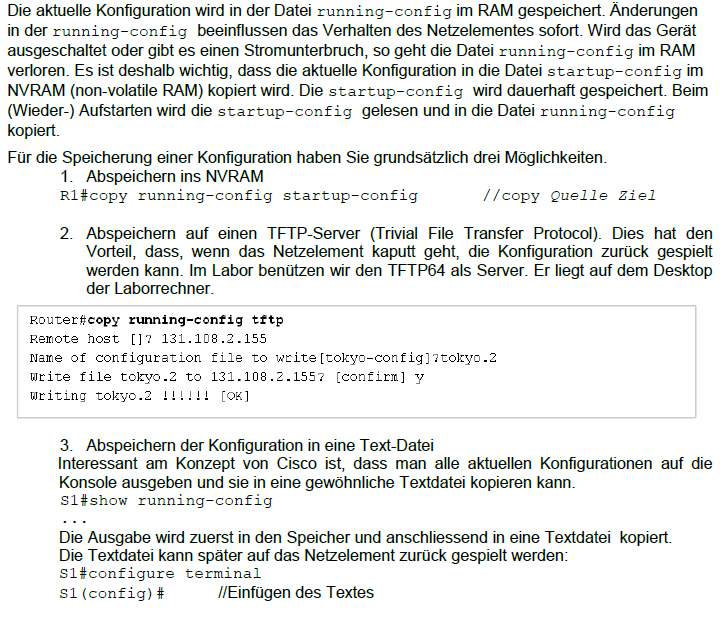 Die aktuelle Konfiguration wird in der Datei running-config im RAM gespeichert. Änderungen
in der running-config beeinflussen das Verhalten des Netzelementes sofort. Wird das Gerät
ausgeschaltet oder gibt es einen Stromunterbruch, so geht die Datei running-config im RAM
verloren. Es ist deshalb wichtig, dass die aktuelle Konfiguration in die Datei startup-config im
NVRAM (non-volatile RAM) kopiert wird. Die startup-config wird dauerhaft gespeichert. Beim
(Wieder-) Aufstarten wird die startup-config gelesen und in die Datei running-config
kopiert.
Für die Speicherung einer Konfiguration haben Sie grundsätzlich drei Möglichkeiten.
1. Abspeichern ins NVRAM
R1#copy running-config startup-config //copy Quelle Ziel
2. Abspeichern auf einen TFTP-Server (Trivial File Transfer Protocol). Dies hat den
Vorteil, dass, wenn das Netzelement kaputt geht, die Konfiguration zurück gespielt
werden kann. Im Labor benützen wir den TFTP64 als Server. Er liegt auf dem Desktop
der Laborrechner.
Router#copy running-config tftp
Remote host []? 131.108.2.155
Name of configuration file to write[tokyo-config]?tokyo.2
Write file tokyo.2 to 131.108.2.155? [confirm] y
Writing tokyo.2 !!!!!! [OK]
3. Abspeichern der Konfiguration in eine Text-Datei
Interessant am Konzept von Cisco ist, dass man alle aktuellen Konfigurationen auf die
Konsole ausgeben und sie in eine gewöhnliche Textdatei kopieren kann.
S1#show running-config
...
Die Ausgabe wird zuerst in den Speicher und anschliessend in eine Textdatei kopiert.
Die Textdatei kann später auf das Netzelement zurück gespielt werden:
S1#configure terminal
S1(config)# //Einfügen des Textes